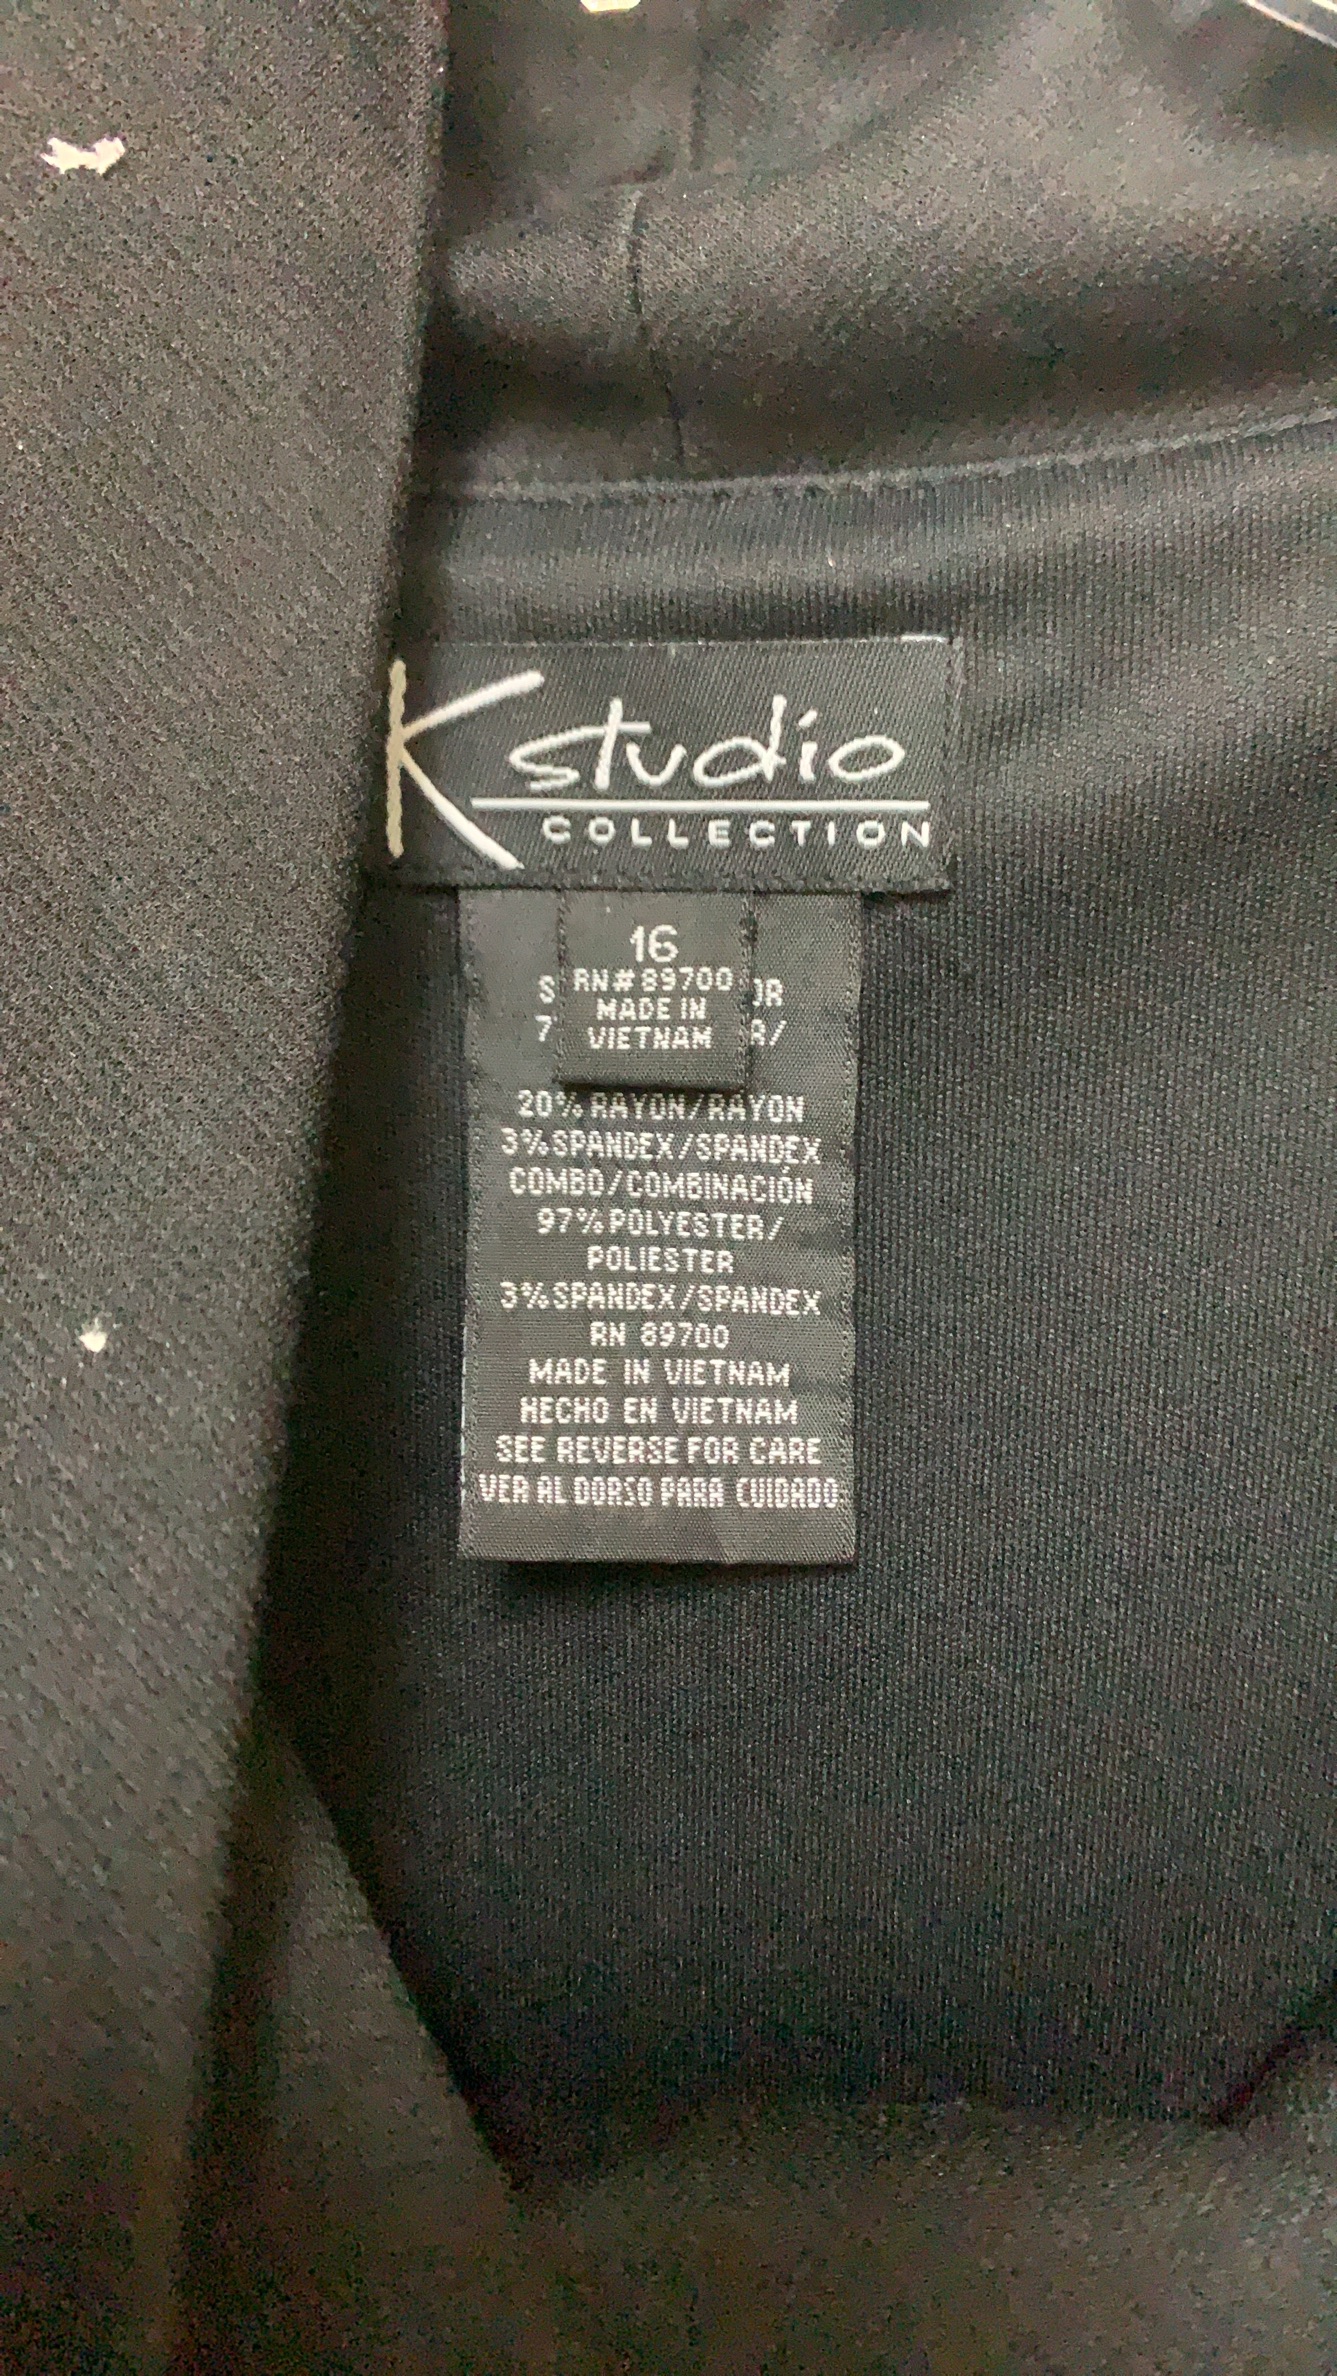 K studio
COLLECTION
16
RN#89700
MADE IN
VIETNAM
20% RAYON/RAYON
3% SPANDEX/SPANDEX
COMBO/COMBINACIÓN
97% POLYESTER/
POLIESTER
3% SPANDEX/SPANDEX
RN 89700
MADE IN VIETNAM
HECHO EN VIETNAM
SEE REVERSE FOR CARE
VER AL DORSO PARA CUIDADO